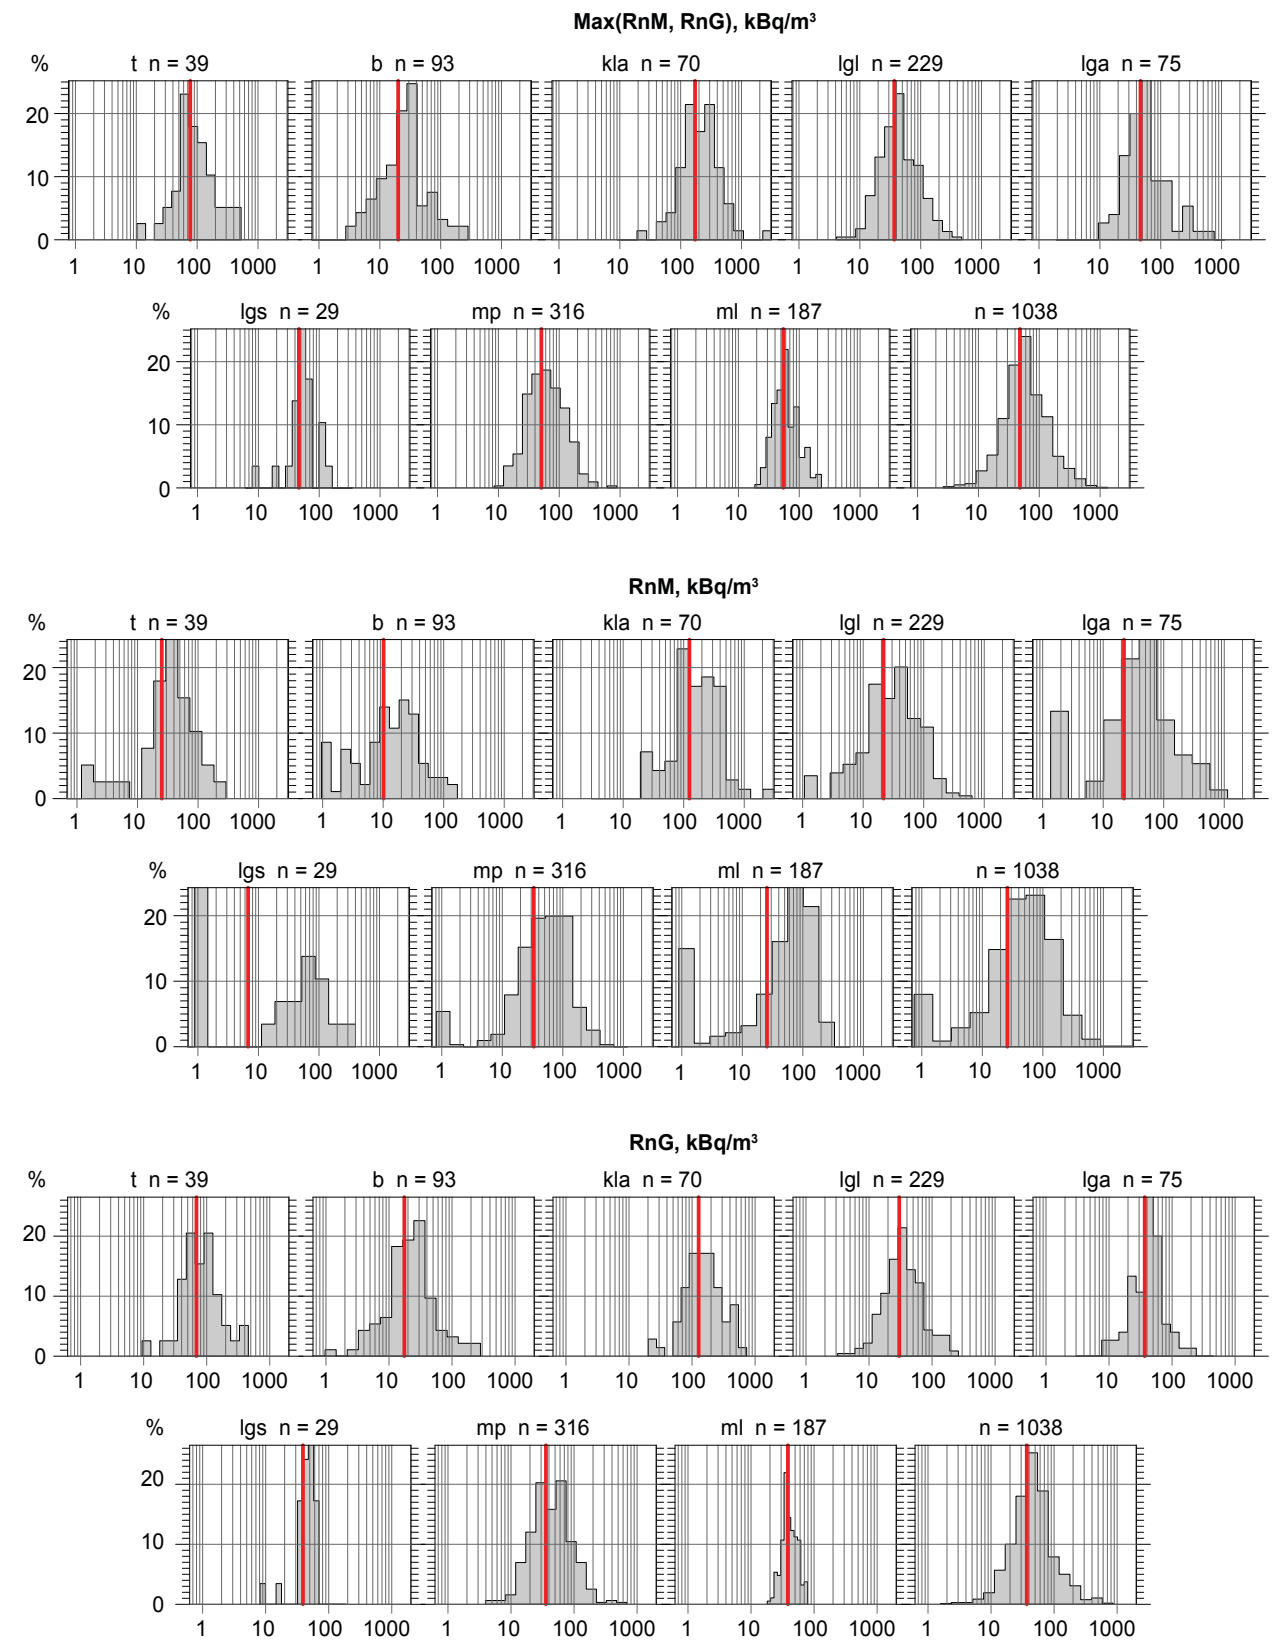 Max(RnM, RnG), kBq/m³
% t n = 39 b n = 93 kla n = 70 lgl n = 229 lga n = 75
20
10
0
1 10 100 1000 1 10 100 1000 1 10 100 1000 1 10 100 1000 1 10 100 1000
% lgs n = 29 mp n = 316 ml n = 187 n = 1038
20
10
0
1 10 100 1000 1 10 100 1000 1 10 100 1000 1 10 100 1000
RnM, kBq/m³
% t n = 39 b n = 93 kla n = 70 lgl n = 229 lga n = 75
20
10
0
1 10 100 1000 1 10 100 1000 1 10 100 1000 1 10 100 1000 1 10 100 1000
% lgs n = 29 mp n = 316 ml n = 187 n = 1038
20
10
0
1 10 100 1000 1 10 100 1000 1 10 100 1000 1 10 100 1000
RnG, kBq/m³
% t n = 39 b n = 93 kla n = 70 lgl n = 229 lga n = 75
20
10
0
1 10 100 1000 1 10 100 1000 1 10 100 1000 1 10 100 1000 1 10 100 1000
% lgs n = 29 mp n = 316 ml n = 187 n = 1038
20
10
0
1 10 100 1000 1 10 100 1000 1 10 100 1000 1 10 100 1000